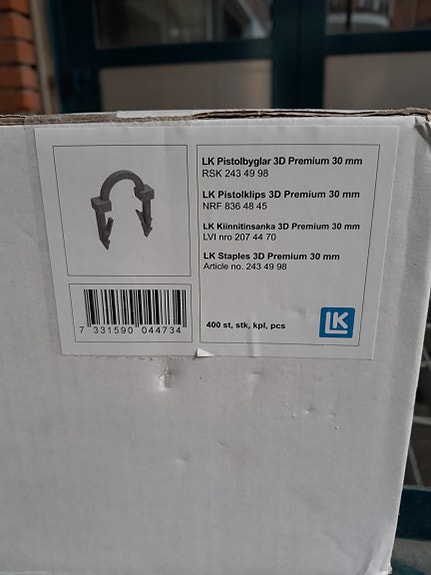 LK Pistolbyglar 3D Premium 30 mm
RSK 243 49 98
LK Pistolklips 3D Premium 30 mm
NRF 836 48 45
LK Kiinnitinsanka 3D Premium 30 mm
LVI nro 207 44 70
LK Staples 3D Premium 30 mm
Article no. 243 49 98
7 331590 044734
400 st, stk, kpl, pcs
LK